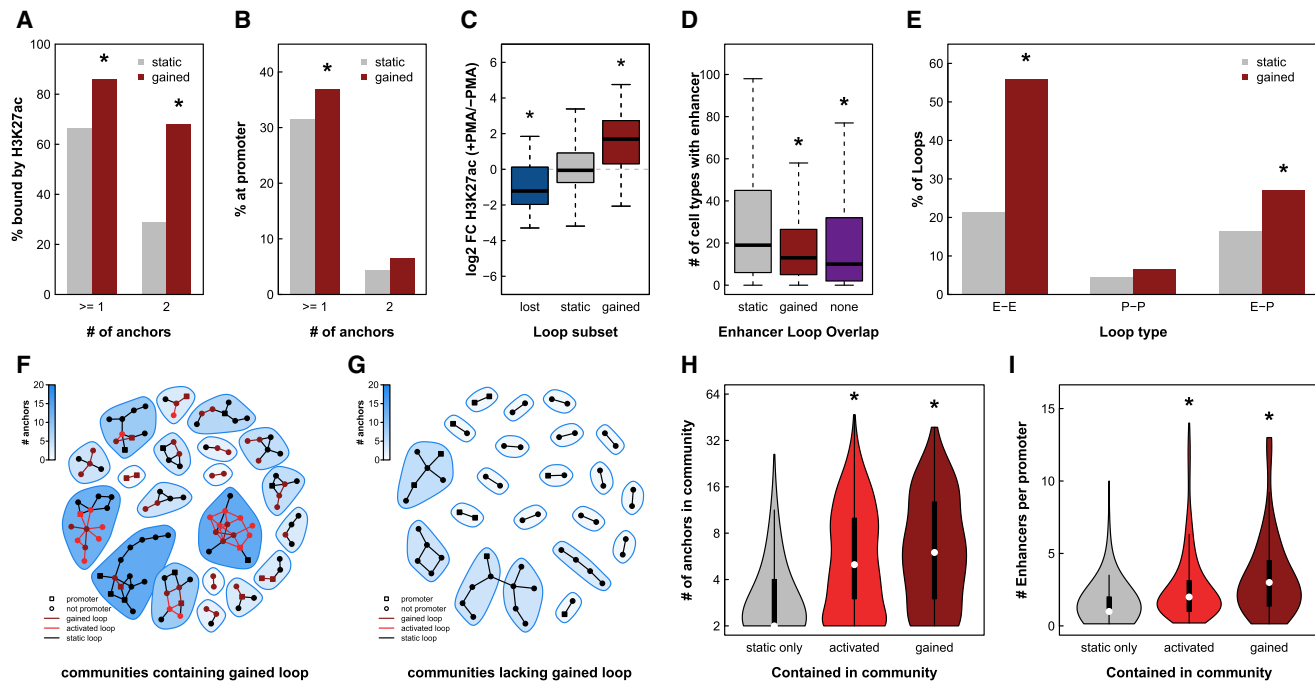 A
% bound by H3K27ac
100
80
60
40
20
0
static
gained
*
*
>= 1
2
# of anchors
B
% at promoter
40
30
20
10
0
static
gained
*
>= 1
2
# of anchors
C
log2 FC H3K27ac (+PMA/−PMA)
6
4
2
0
−2
−4
−6
*
*
lost
static
gained
Loop subset
D
# of cell types with enhancer
100
80
60
40
20
0
*
*
static
gained
none
Enhancer Loop Overlap
E
% of Loops
60
50
40
30
20
10
0
static
gained
*
*
E−E
P−P
E−P
Loop type
F
# anchors
20
15
10
5
0
promoter
not promoter
gained loop
activated loop
static loop
communities containing gained loop
G
# anchors
20
15
10
5
0
promoter
not promoter
gained loop
activated loop
static loop
communities lacking gained loop
H
# of anchors in community
64
32
16
8
4
2
*
*
static only
activated
gained
Contained in community
I
# Enhancers per promoter
15
10
5
0
*
*
static only
activated
gained
Contained in community